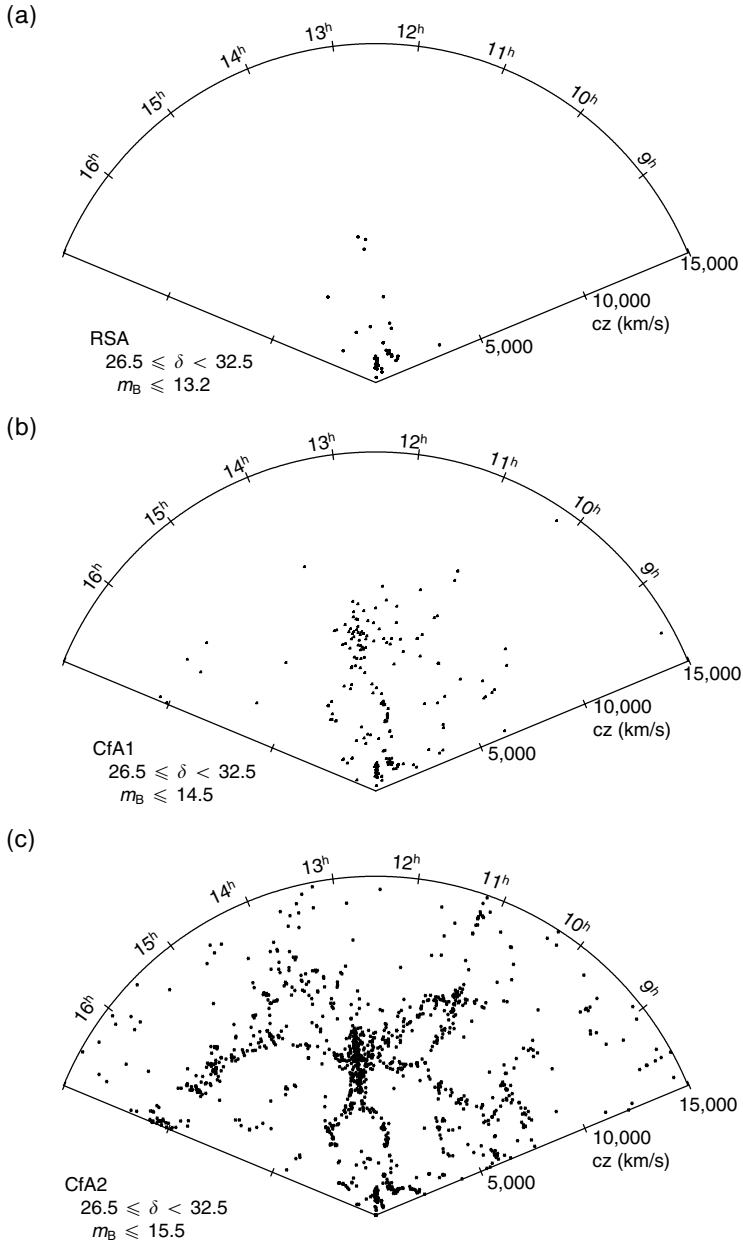 (a)
16ʰ 15ʰ 14ʰ 13ʰ 12ʰ 11ʰ 10ʰ 9ʰ
15,000
10,000
cz (km/s)
5,000
RSA
26.5 ⩽ δ < 32.5
m_B ⩽ 13.2
(b)
16ʰ 15ʰ 14ʰ 13ʰ 12ʰ 11ʰ 10ʰ 9ʰ
15,000
10,000
cz (km/s)
5,000
CfA1
26.5 ⩽ δ < 32.5
m_B ⩽ 14.5
(c)
16ʰ 15ʰ 14ʰ 13ʰ 12ʰ 11ʰ 10ʰ 9ʰ
15,000
10,000
cz (km/s)
5,000
CfA2
26.5 ⩽ δ < 32.5
m_B ⩽ 15.5